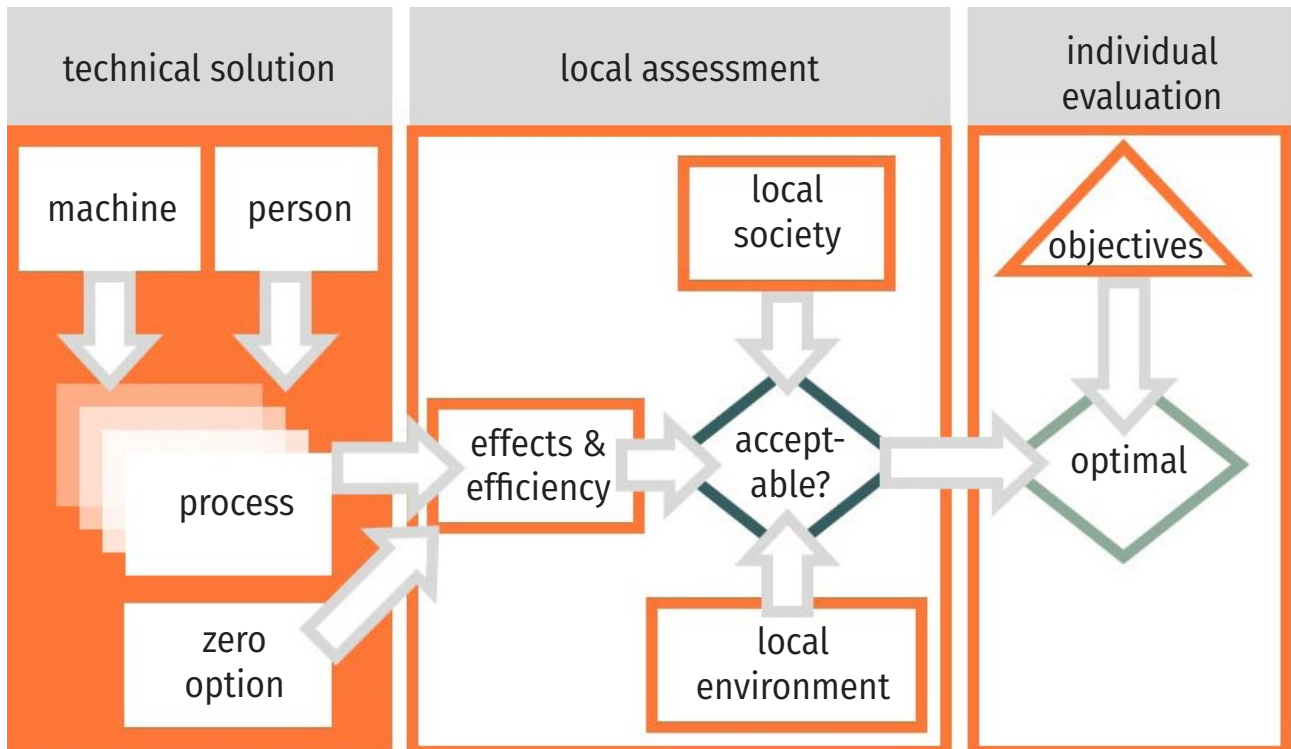 technical solution
local assessment
individual
evaluation
machine
person
process
zero
option
effects &
efficiency
local
society
accept-
able?
local
environment
objectives
optimal